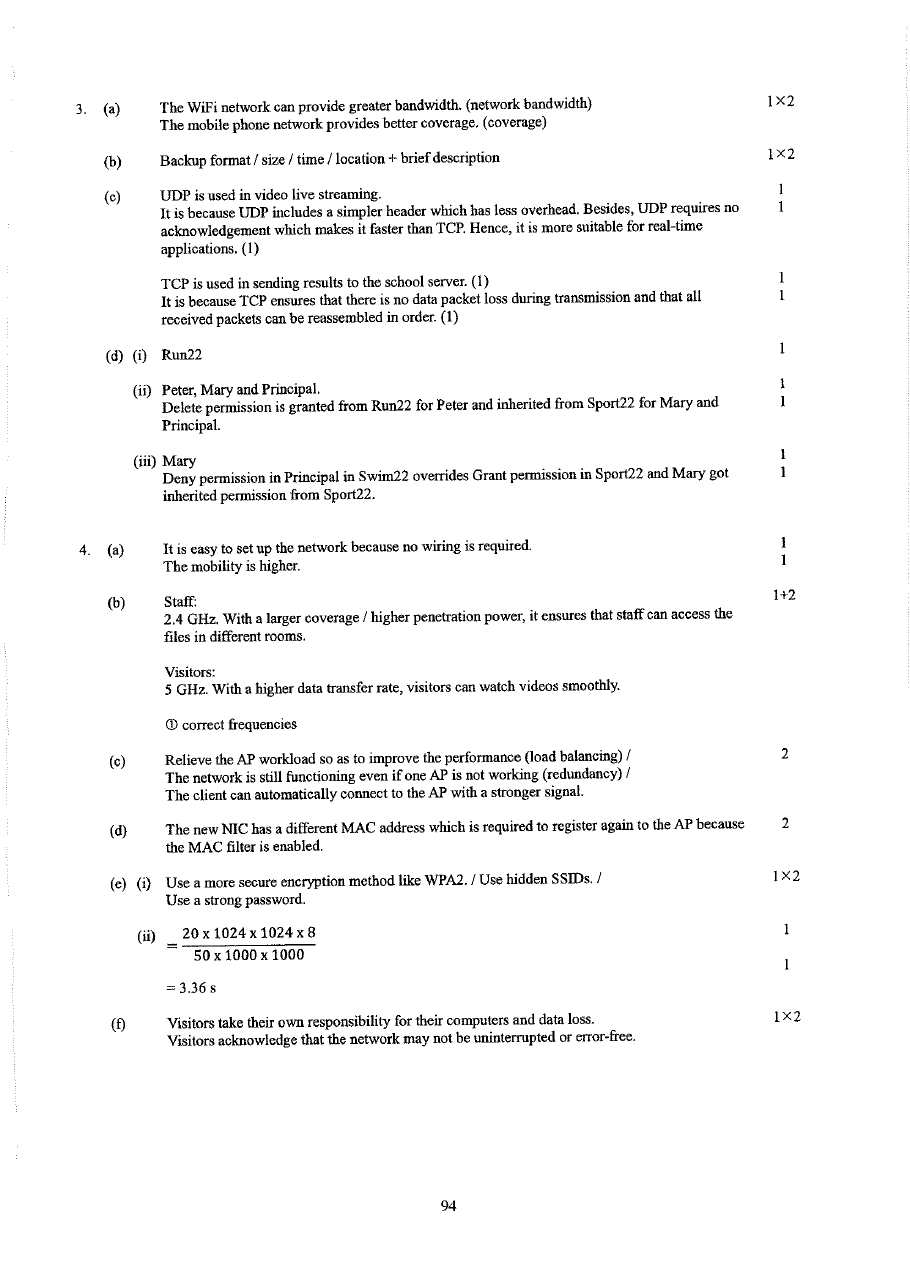 3. (a) The WiFi network can provide greater bandwidth. (network bandwidth) 1×2
The mobile phone network provides better coverage. (coverage)
(b) Backup format / size / time / location + brief description 1×2
(c) UDP is used in video live streaming. 1
It is because UDP includes a simpler header which has less overhead. Besides, UDP requires no 1
acknowledgement which makes it faster than TCP. Hence, it is more suitable for real-time
applications. (1)
TCP is used in sending results to the school server. (1) 1
It is because TCP ensures that there is no data packet loss during transmission and that all 1
received packets can be reassembled in order. (1)
(d) (i) Run22 1
(ii) Peter, Mary and Principal. 1
Delete permission is granted from Run22 for Peter and inherited from Sport22 for Mary and 1
Principal.
(iii) Mary 1
Deny permission in Principal in Swim22 overrides Grant permission in Sport22 and Mary got 1
inherited permission from Sport22.
4. (a) It is easy to set up the network because no wiring is required. 1
The mobility is higher. 1
(b) Staff: 1+2
2.4 GHz. With a larger coverage / higher penetration power, it ensures that staff can access the
files in different rooms.
Visitors:
5 GHz. With a higher data transfer rate, visitors can watch videos smoothly.
① correct frequencies
(c) Relieve the AP workload so as to improve the performance (load balancing) / 2
The network is still functioning even if one AP is not working (redundancy) /
The client can automatically connect to the AP with a stronger signal.
(d) The new NIC has a different MAC address which is required to register again to the AP because 2
the MAC filter is enabled.
(e) (i) Use a more secure encryption method like WPA2. / Use hidden SSIDs. / 1×2
Use a strong password.
(ii) = 20 x 1024 x 1024 x 8 1
50 x 1000 x 1000
1
= 3.36 s
(f) Visitors take their own responsibility for their computers and data loss. 1×2
Visitors acknowledge that the network may not be uninterrupted or error-free.
94